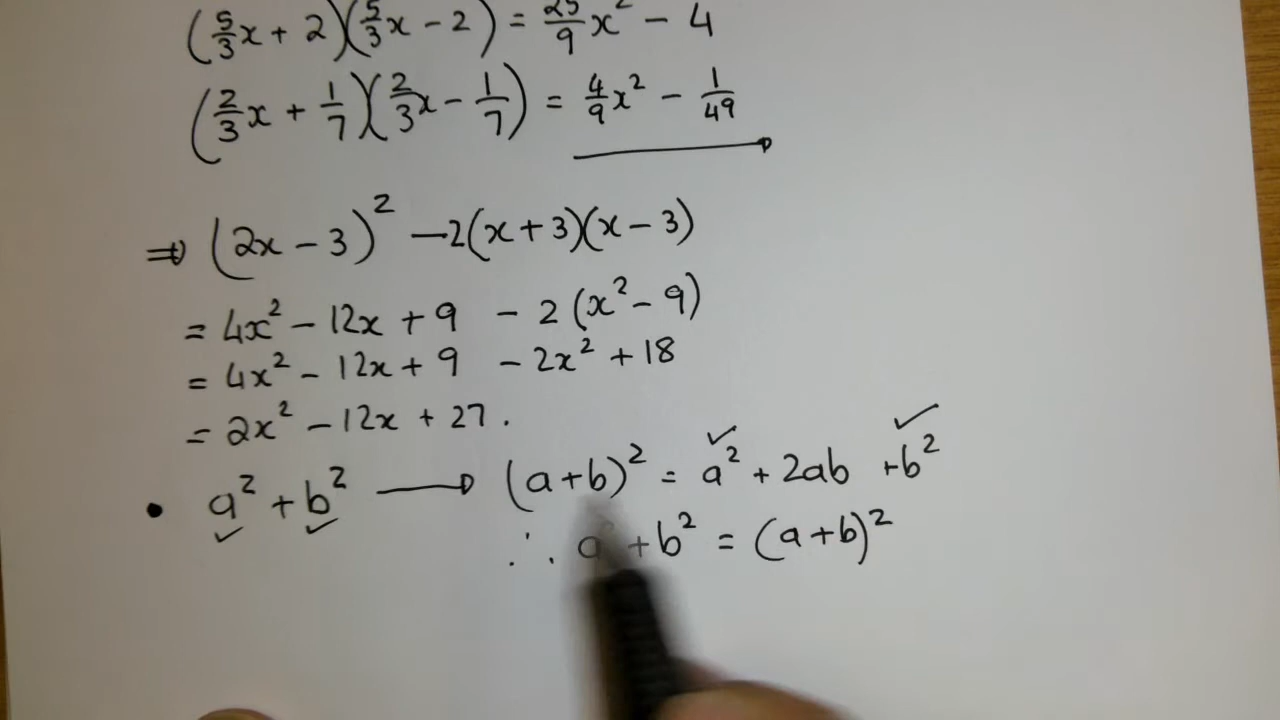 (5/3x + 2)(5/3x − 2) = 25/9x² − 4
(2/3x + 1/7)(2/3x − 1/7) = 4/9x² − 1/49
⇒ (2x − 3)² − 2(x + 3)(x − 3)
= 4x² − 12x + 9 − 2(x² − 9)
= 4x² − 12x + 9 − 2x² + 18
= 2x² − 12x + 27.
• a² + b² → (a+b)² = a² + 2ab + b²
∴ a² + b² = (a+b)²